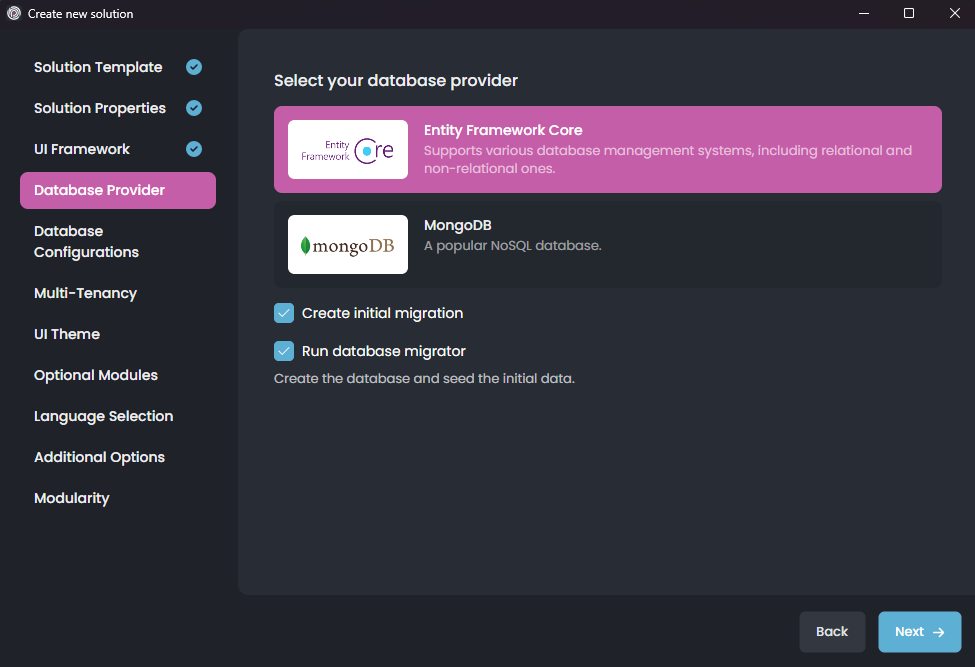 Create new solution
Solution Template
Solution Properties
UI Framework
Database Provider
Database
Configurations
Multi-Tenancy
UI Theme
Optional Modules
Language Selection
Additional Options
Modularity
Select your database provider
Entity
Framework Core
Entity Framework Core
Supports various database management systems, including relational and
non-relational ones.
mongoDB
MongoDB
A popular NoSQL database.
Create initial migration
Run database migrator
Create the database and seed the initial data.
Back
Next →